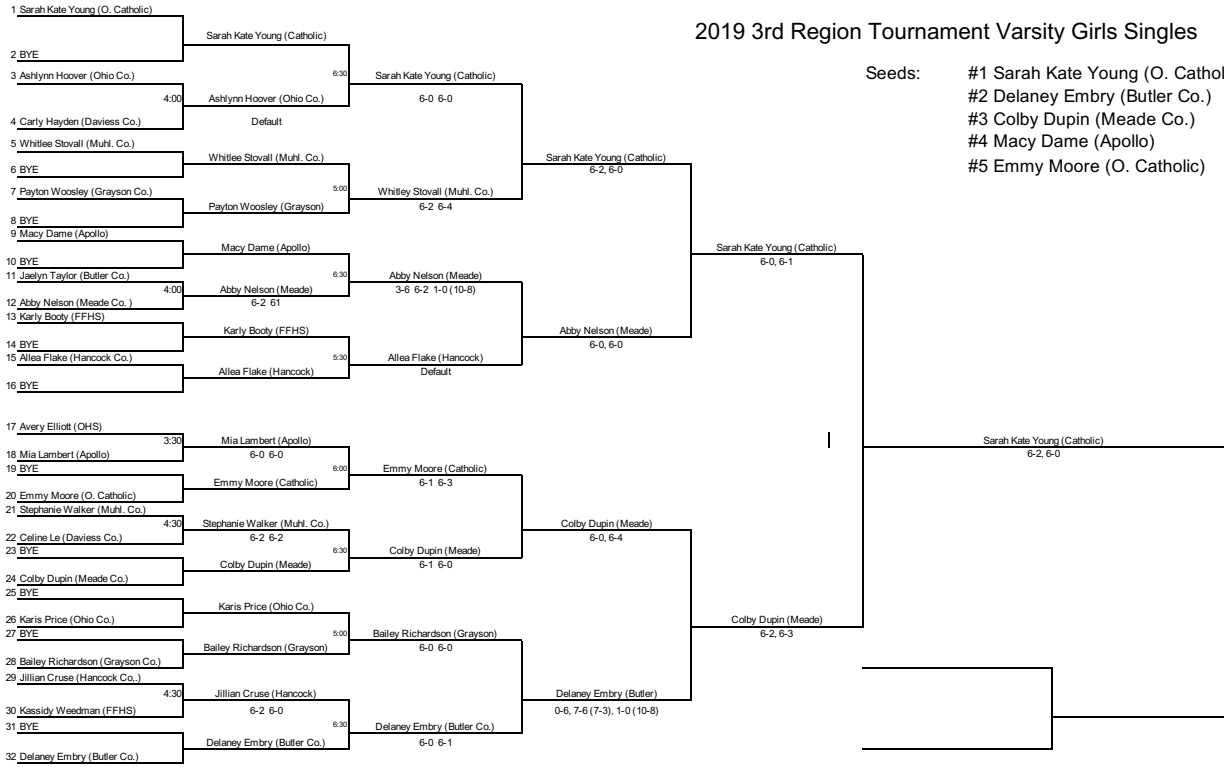 2019 3rd Region Tournament Varsity Girls Singles
Seeds:
#1 Sarah Kate Young (O. Cathol
#2 Delaney Embry (Butler Co.)
#3 Colby Dupin (Meade Co.)
#4 Macy Dame (Apollo)
#5 Emmy Moore (O. Catholic)
1 Sarah Kate Young (O. Catholic)
2 BYE
3 Ashlynn Hoover (Ohio Co.)
4:00
4 Carly Hayden (Daviess Co.)
5 Whitlee Stovall (Muhl. Co.)
6 BYE
7 Payton Woosley (Grayson Co.)
8 BYE
9 Macy Dame (Apollo)
10 BYE
11 Jaelyn Taylor (Butler Co.)
4:00
12 Abby Nelson (Meade Co. )
13 Karly Booty (FFHS)
14 BYE
15 Allea Flake (Hancock Co.)
16 BYE
17 Avery Elliott (OHS)
3:30
18 Mia Lambert (Apollo)
19 BYE
20 Emmy Moore (O. Catholic)
21 Stephanie Walker (Muhl. Co.)
4:30
22 Celine Le (Daviess Co.)
23 BYE
24 Colby Dupin (Meade Co.)
25 BYE
26 Karis Price (Ohio Co.)
27 BYE
28 Bailey Richardson (Grayson Co.)
29 Jillian Cruse (Hancock Co,.)
4:30
30 Kassidy Weedman (FFHS)
31 BYE
32 Delaney Embry (Butler Co.)
Sarah Kate Young (Catholic)
6:30
Ashlynn Hoover (Ohio Co.)
Default
Whitlee Stovall (Muhl. Co.)
5:00
Payton Woosley (Grayson)
Macy Dame (Apollo)
6:30
Abby Nelson (Meade)
6-2 61
Karly Booty (FFHS)
5:30
Allea Flake (Hancock)
Mia Lambert (Apollo)
6-0 6-0
6:00
Emmy Moore (Catholic)
Stephanie Walker (Muhl. Co.)
6-2 6-2
6:30
Colby Dupin (Meade)
Karis Price (Ohio Co.)
5:00
Bailey Richardson (Grayson)
Jillian Cruse (Hancock)
6-2 6-0
6:30
Delaney Embry (Butler Co.)
Sarah Kate Young (Catholic)
6-0 6-0
Whitley Stovall (Muhl. Co.)
6-2 6-4
Abby Nelson (Meade)
3-6 6-2 1-0 (10-8)
Allea Flake (Hancock)
Default
Emmy Moore (Catholic)
6-1 6-3
Colby Dupin (Meade)
6-1 6-0
Bailey Richardson (Grayson)
6-0 6-0
Delaney Embry (Butler Co.)
6-0 6-1
Sarah Kate Young (Catholic)
6-2, 6-0
Abby Nelson (Meade)
6-0, 6-0
Colby Dupin (Meade)
6-0, 6-4
Delaney Embry (Butler)
0-6, 7-6 (7-3), 1-0 (10-8)
Sarah Kate Young (Catholic)
6-0, 6-1
Colby Dupin (Meade)
6-2, 6-3
Sarah Kate Young (Catholic)
6-2, 6-0